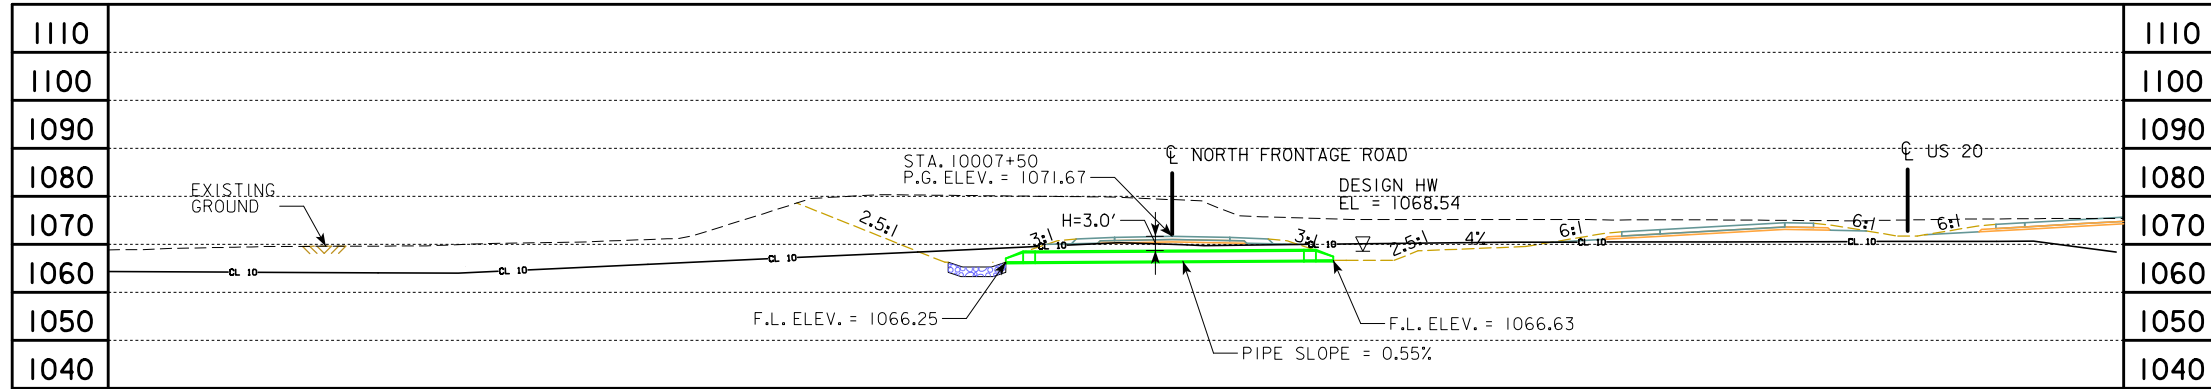 1110
1100
1090
1080
1070
1060
1050
1040
EXISTING
GROUND
STA. 10007+50
P.G. ELEV. = 1071.67
℄ NORTH FRONTAGE ROAD
DESIGN HW
EL = 1068.54
℄ US 20
H=3.0'
2.5:1
3:1
3:1
2.5:1
4%
6:1
6:1
6:1
CL 10
CL 10
CL 10
CL 10
CL 10
CL 10
CL 10
F.L. ELEV. = 1066.25
F.L. ELEV. = 1066.63
PIPE SLOPE = 0.55%
1110
1100
1090
1080
1070
1060
1050
1040